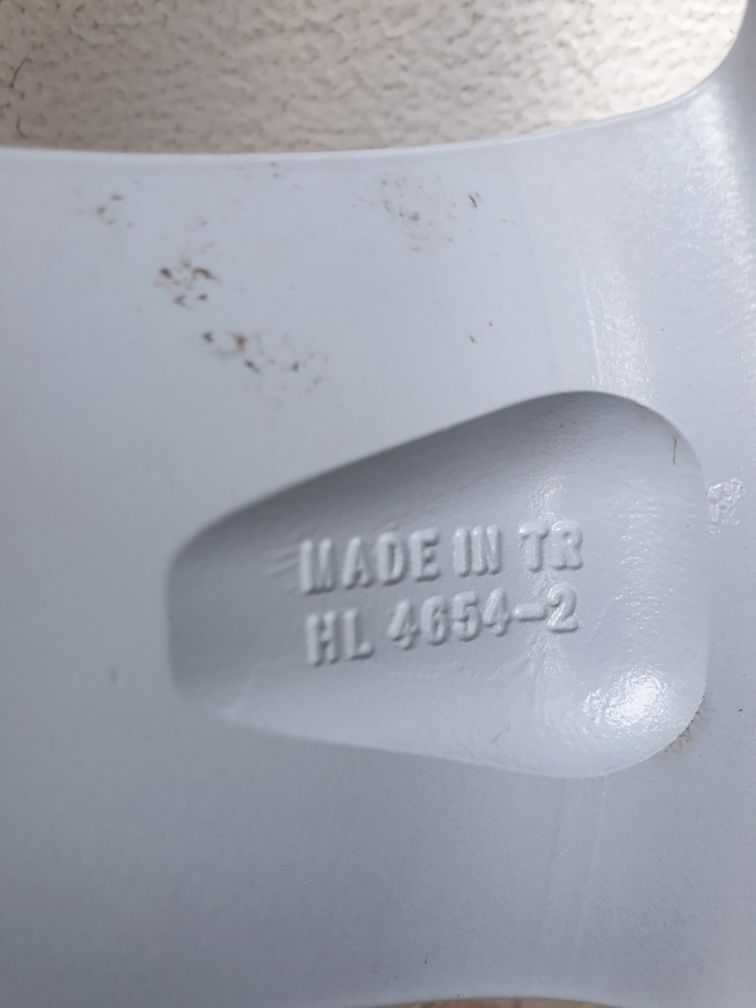 MADE IN TR
HL 4654-2